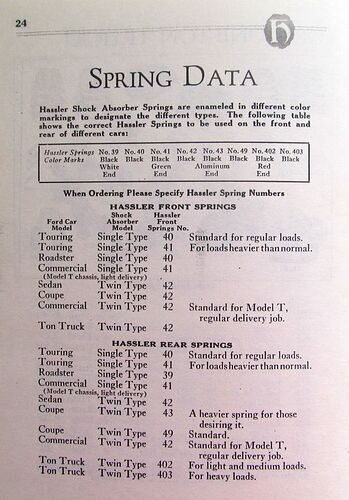 24
H
SPRING DATA
Hassler Shock Absorber Springs are enameled in different color
markings to designate the different types. The following table
shows the correct Hassler Springs to be used on the front and
rear of different cars:
Hassler Springs No. 39 No. 40 No. 41 No. 42 No. 43 No. 49 No. 402 No. 403
Color Marks Black Black Black Black Black Black Black Black
White Green Aluminum Red
End End End End
When Ordering Please Specify Hassler Spring Numbers
HASSLER FRONT SPRINGS
Ford Car Model Shock Absorber Model Hassler Front Springs No.
Touring Single Type 40 Standard for regular loads.
Touring Single Type 41 For loads heavier than normal.
Roadster Single Type 40
Commercial Single Type 41
(Model T chassis, light delivery)
Sedan Twin Type 42
Coupe Twin Type 42
Commercial Twin Type 42 Standard for Model T,
regular delivery job.
Ton Truck Twin Type 42
HASSLER REAR SPRINGS
Touring Single Type 40 Standard for regular loads.
Touring Single Type 41 For loads heavier than normal.
Roadster Single Type 39
Commercial Single Type 41
(Model T chassis, light delivery)
Sedan Twin Type 42
Coupe Twin Type 43 A heavier spring for those
desiring it.
Coupe Twin Type 49 Standard.
Commercial Twin Type 42 Standard for Model T,
regular delivery job.
Ton Truck Twin Type 402 For light and medium loads.
Ton Truck Twin Type 403 For heavy loads.